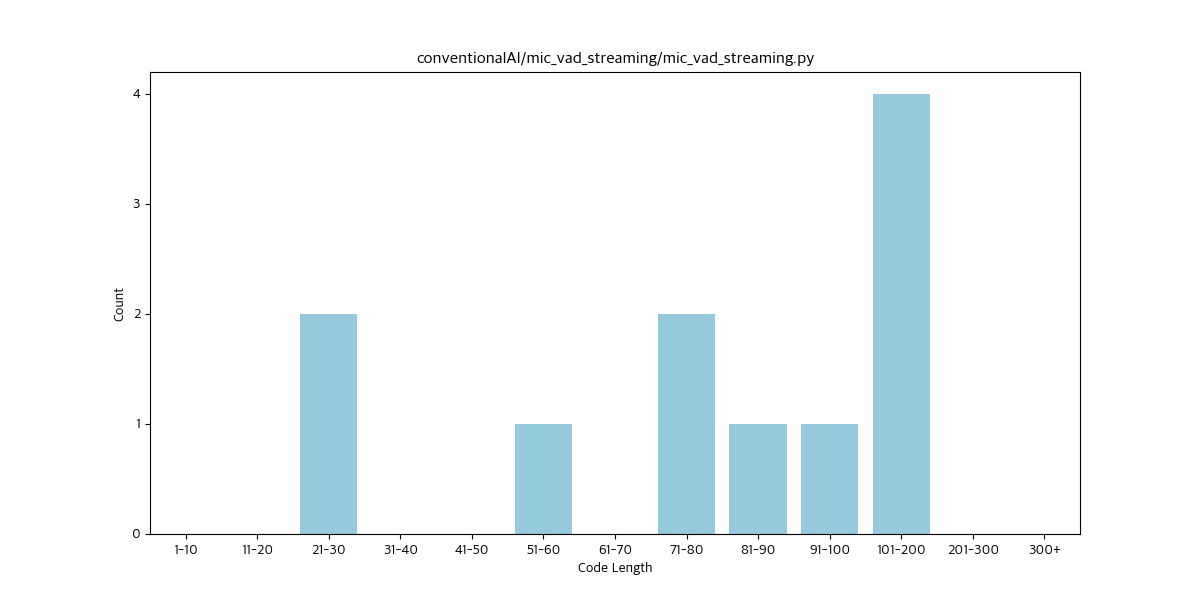 conventionalAI/mic_vad_streaming/mic_vad_streaming.py
4
3
2
1
0
Count
1-10 11-20 21-30 31-40 41-50 51-60 61-70 71-80 81-90 91-100 101-200 201-300 300+
Code Length